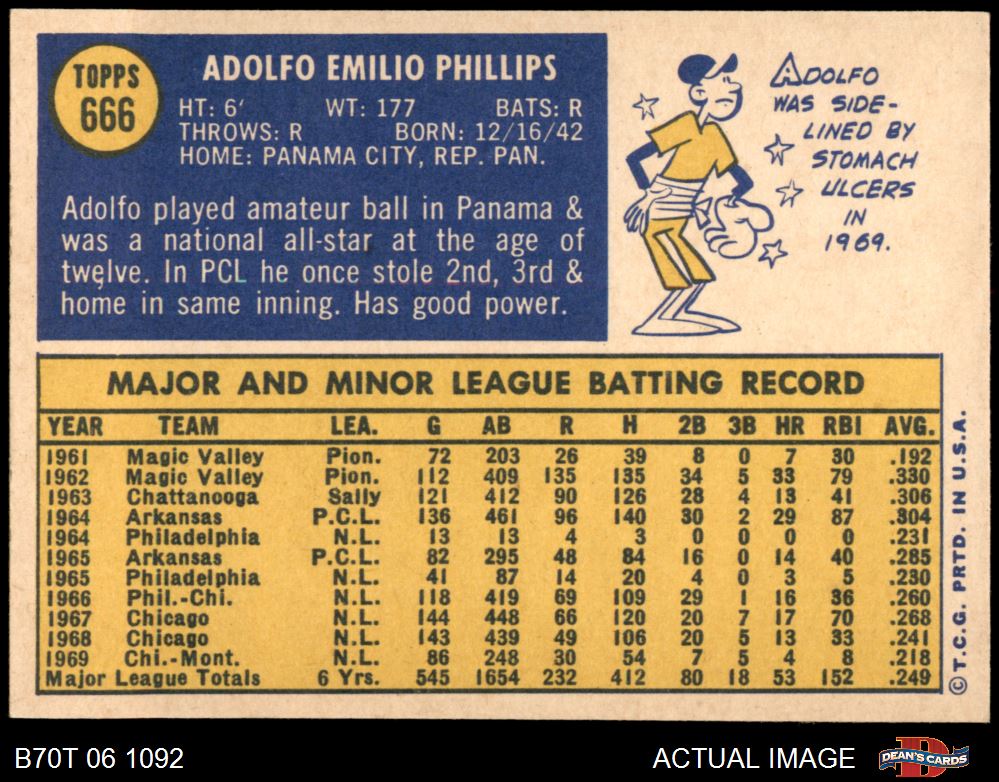 TOPPS
666
ADOLFO EMILIO PHILLIPS
HT: 6' WT: 177 BATS: R
THROWS: R BORN: 12/16/42
HOME: PANAMA CITY, REP. PAN.
Adolfo played amateur ball in Panama &
was a national all-star at the age of
twelve. In PCL he once stole 2nd, 3rd &
home in same inning. Has good power.
ADOLFO
WAS SIDE-
LINED BY
STOMACH
ULCERS
IN
1969.
MAJOR AND MINOR LEAGUE BATTING RECORD
YEAR TEAM LEA. G AB R H 2B 3B HR RBI AVG.
1961 Magic Valley Pion. 72 203 26 39 8 0 7 30 .192
1962 Magic Valley Pion. 112 409 135 135 34 5 33 79 .330
1963 Chattanooga Sally 121 412 90 126 28 4 13 41 .306
1964 Arkansas P.C.L. 136 461 96 140 30 2 29 87 .304
1964 Philadelphia N.L. 13 13 4 3 0 0 0 0 .231
1965 Arkansas P.C.L. 82 295 48 84 16 0 14 40 .285
1965 Philadelphia N.L. 41 87 14 20 4 0 3 5 .230
1966 Phil.-Chi. N.L. 118 419 69 109 29 1 16 36 .260
1967 Chicago N.L. 144 448 66 120 20 7 17 70 .268
1968 Chicago N.L. 143 439 49 106 20 5 13 33 .241
1969 Chi.-Mont. N.L. 86 248 30 54 7 5 4 8 .218
Major League Totals 6 Yrs. 545 1654 232 412 80 18 53 152 .249
© T.C.G. PRTD. IN U.S.A.
B70T 06 1092
ACTUAL IMAGE
DEAN'S CARDS